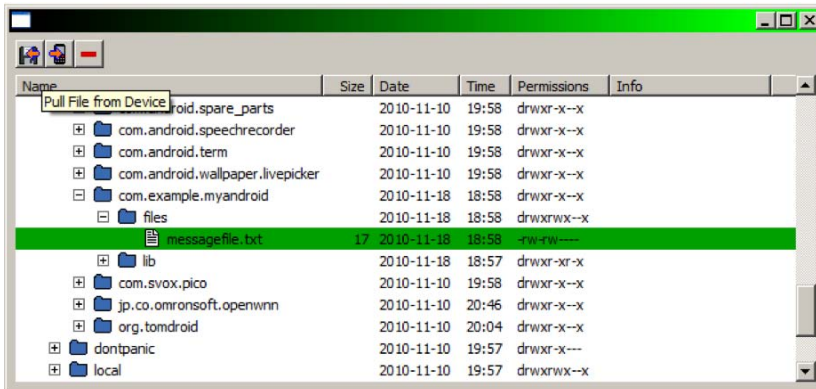 Name Size Date Time Permissions Info
Pull File from Device
com.android.spare_parts 2010-11-10 19:58 drwxr-x--x
com.android.speechrecorder 2010-11-10 19:58 drwxr-x--x
com.android.term 2010-11-10 19:58 drwxr-x--x
com.android.wallpaper.livepicker 2010-11-10 19:58 drwxr-x--x
com.example.myandroid 2010-11-18 18:58 drwxr-x--x
files 2010-11-18 18:58 drwxrwx--x
messagefile.txt 17 2010-11-18 18:58 -rw-rw----
lib 2010-11-18 18:57 drwxr-xr-x
com.svox.pico 2010-11-10 19:58 drwxr-x--x
jp.co.omronsoft.openwnn 2010-11-10 20:46 drwxr-x--x
org.tomdroid 2010-11-10 20:04 drwxr-x--x
dontpanic 2010-11-10 19:57 drwxr-x---
local 2010-11-10 19:57 drwxrwx--x